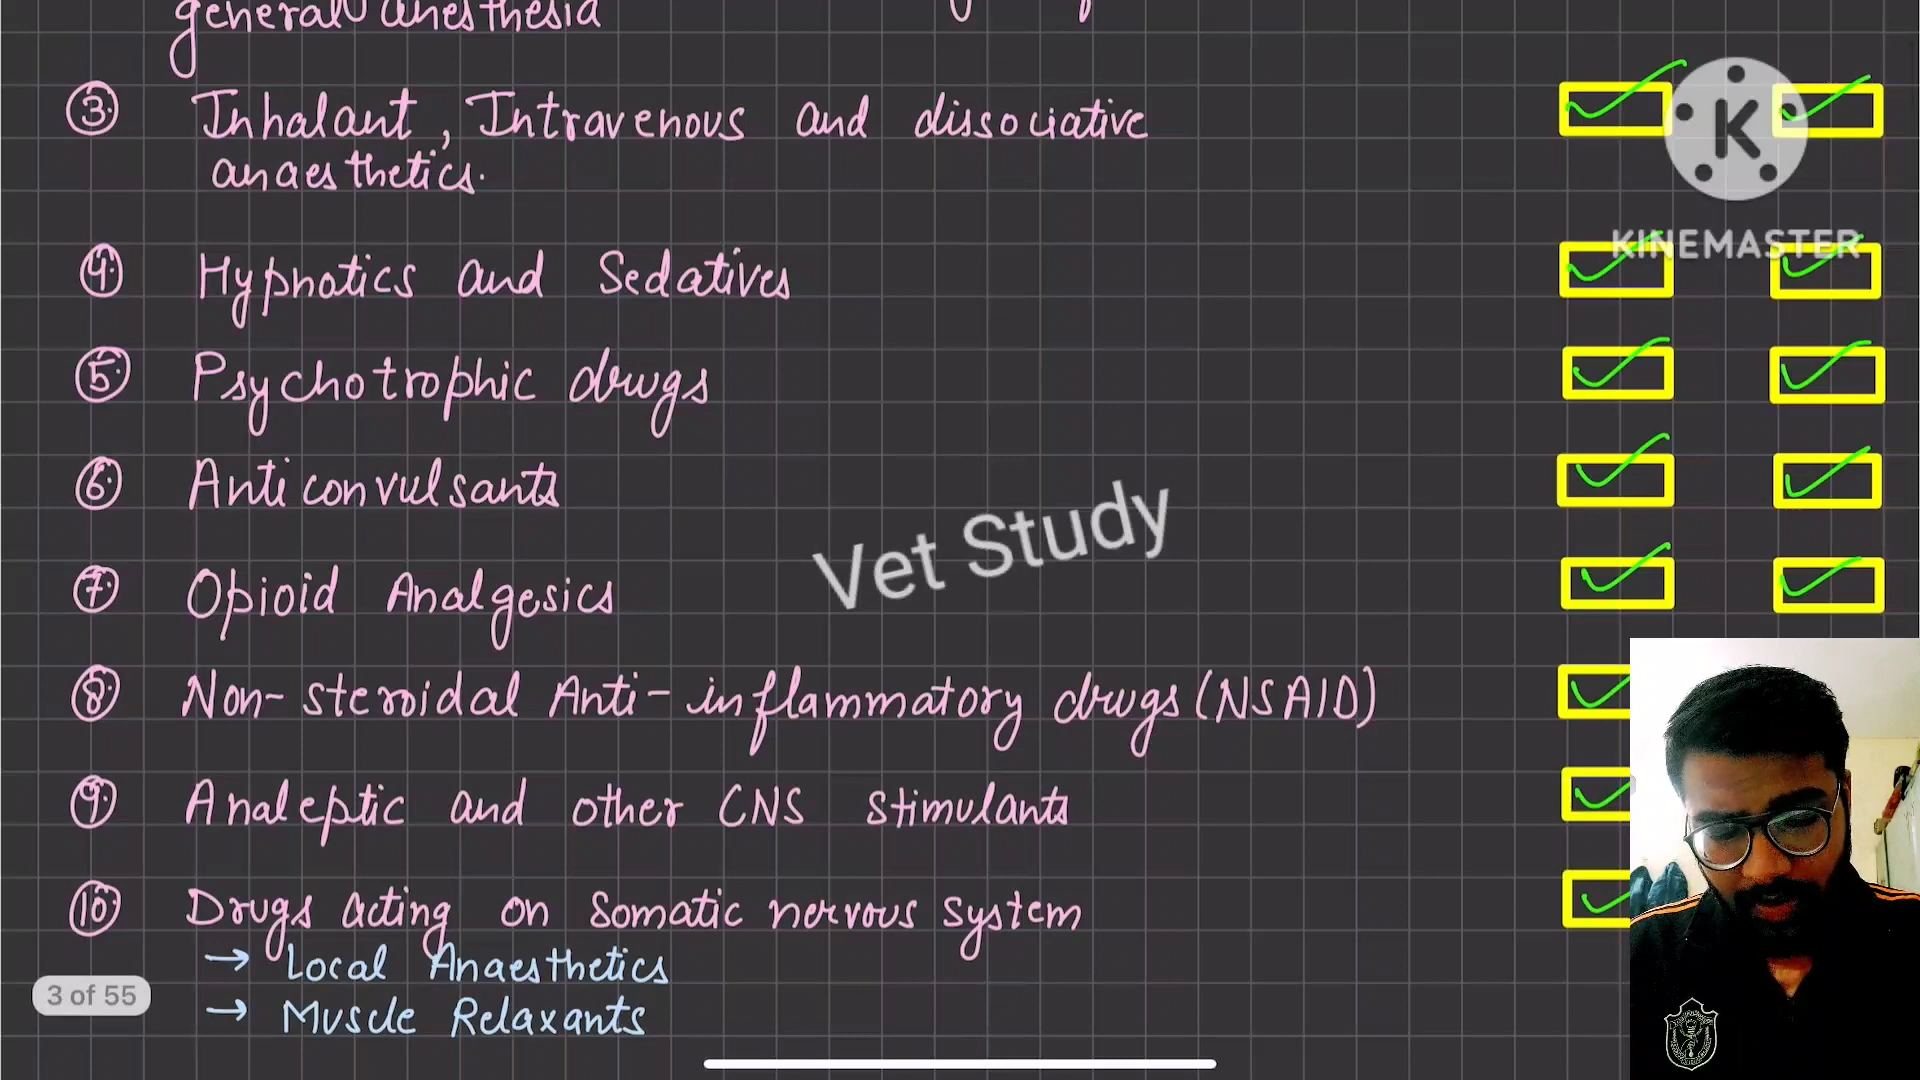 general anesthesia
③ Inhalant, Intravenous and dissociative
anaesthetics.
KINEMASTER
④ Hypnotics and Sedatives
⑤ Psychotrophic drugs
⑥ Anticonvulsants
Vet Study
⑦ Opioid Analgesics
⑧ Non-steroidal Anti-inflammatory drugs (NSAID)
⑨ Analeptic and other CNS stimulants
⑩ Drugs acting on Somatic nervous system
→ Local Anaesthetics
3 of 55
→ Muscle Relaxants